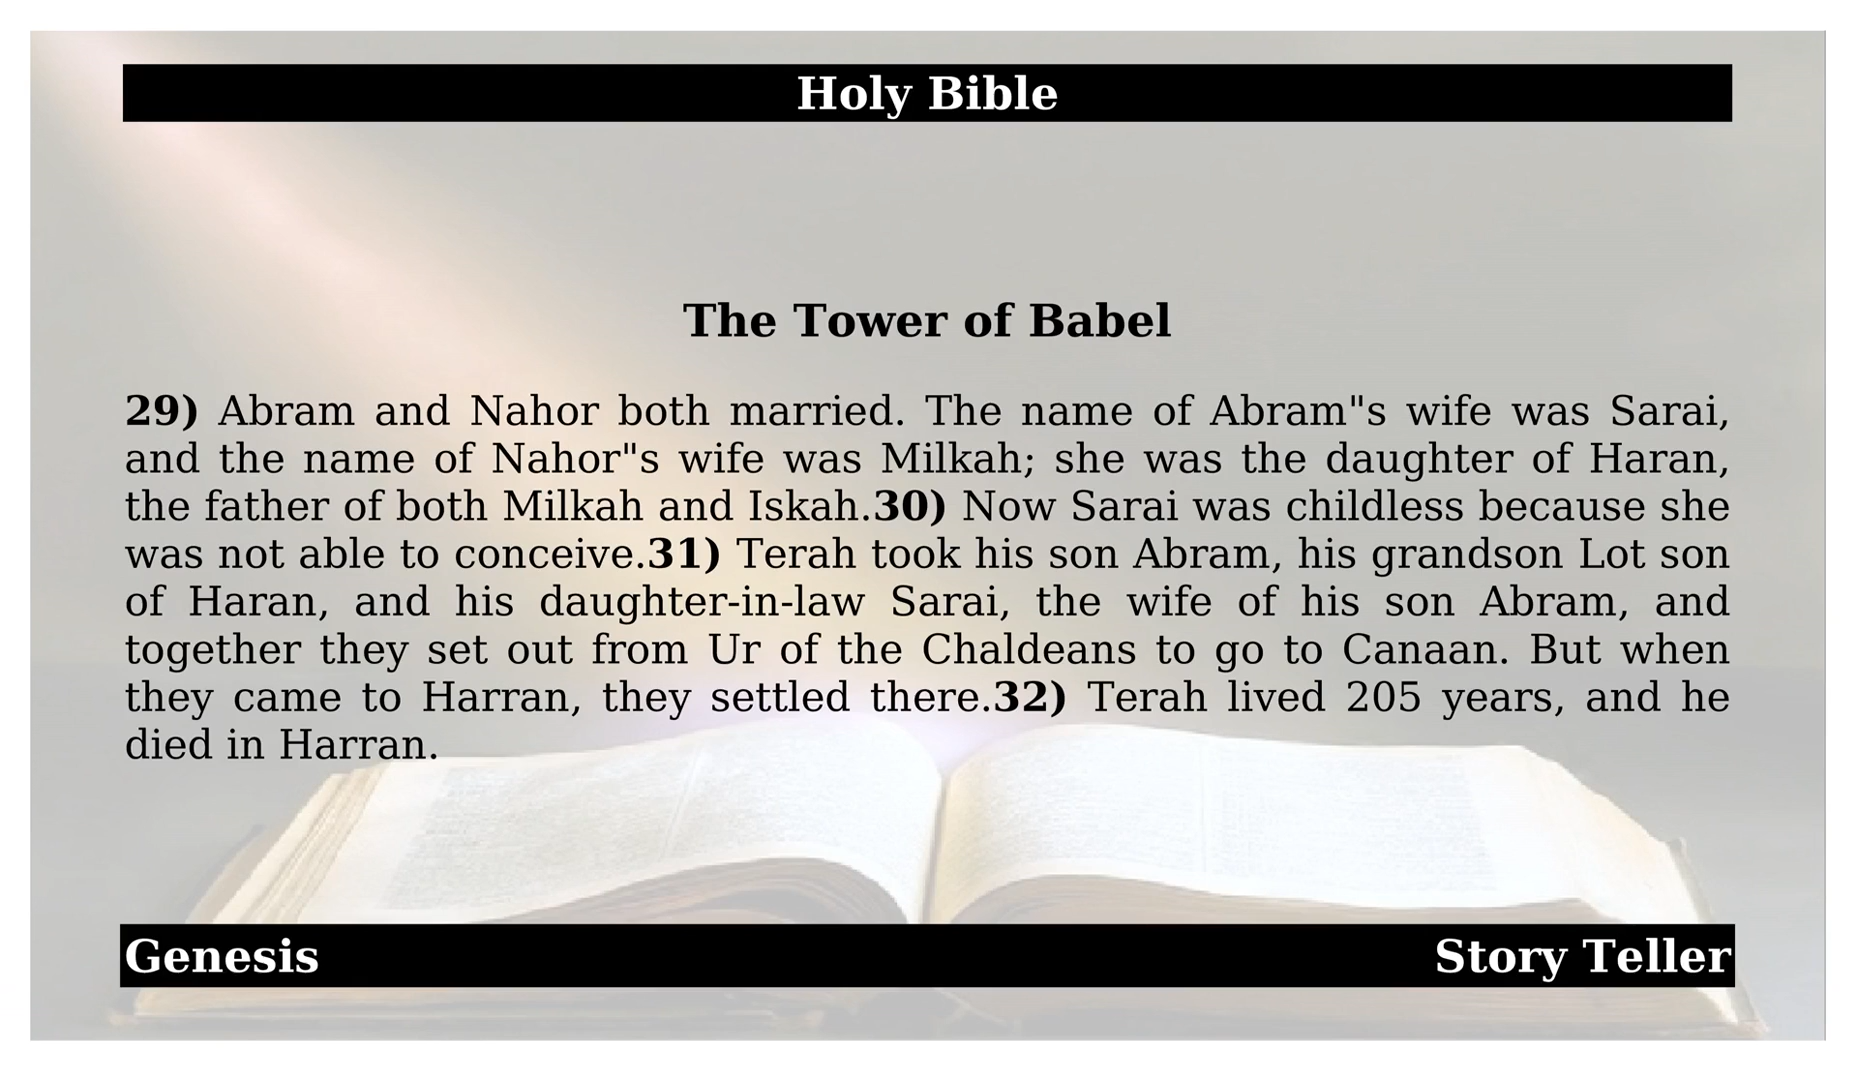 Holy Bible
The Tower of Babel
29) Abram and Nahor both married. The name of Abram"s wife was Sarai,
and the name of Nahor"s wife was Milkah; she was the daughter of Haran,
the father of both Milkah and Iskah.30) Now Sarai was childless because she
was not able to conceive.31) Terah took his son Abram, his grandson Lot son
of Haran, and his daughter-in-law Sarai, the wife of his son Abram, and
together they set out from Ur of the Chaldeans to go to Canaan. But when
they came to Harran, they settled there.32) Terah lived 205 years, and he
died in Harran.
Genesis
Story Teller